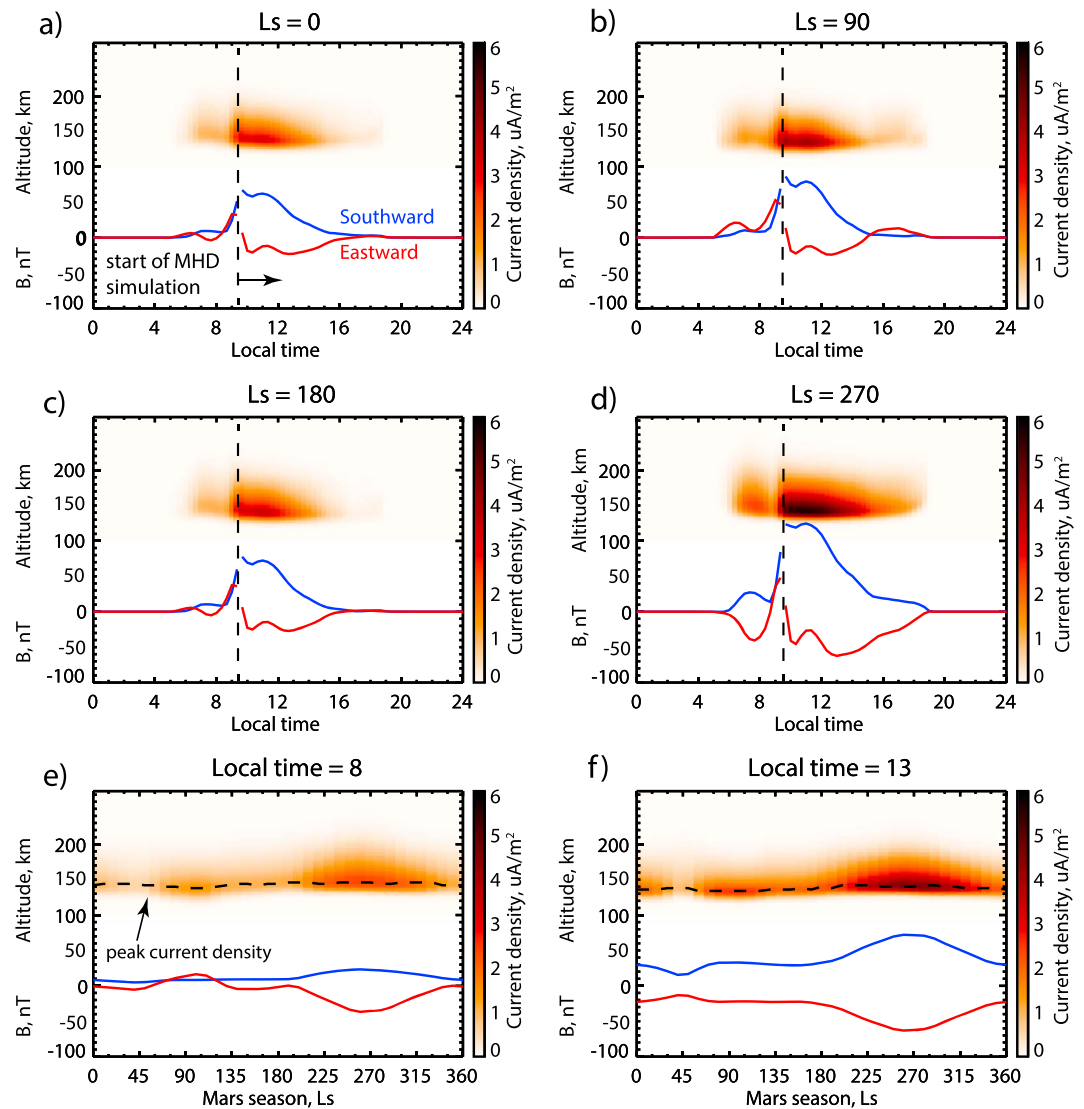 a)
Ls = 0
Altitude, km
B, nT
200
150
100
50
0
-50
-100
Southward
Eastward
start of MHD
simulation
0 4 8 12 16 20 24
Local time
6
5
4
3
2
1
0
Current density, uA/m²
b)
Ls = 90
Altitude, km
B, nT
200
150
100
50
0
-50
-100
0 4 8 12 16 20 24
Local time
6
5
4
3
2
1
0
Current density, uA/m²
c)
Ls = 180
Altitude, km
B, nT
200
150
100
50
0
-50
-100
0 4 8 12 16 20 24
Local time
6
5
4
3
2
1
0
Current density, uA/m²
d)
Ls = 270
Altitude, km
B, nT
200
150
100
50
0
-50
-100
0 4 8 12 16 20 24
Local time
6
5
4
3
2
1
0
Current density, uA/m²
e)
Local time = 8
Altitude, km
B, nT
200
150
100
50
0
-50
-100
peak current density
0 45 90 135 180 225 270 315 360
Mars season, Ls
6
5
4
3
2
1
0
Current density, uA/m²
f)
Local time = 13
Altitude, km
B, nT
200
150
100
50
0
-50
-100
0 45 90 135 180 225 270 315 360
Mars season, Ls
6
5
4
3
2
1
0
Current density, uA/m²